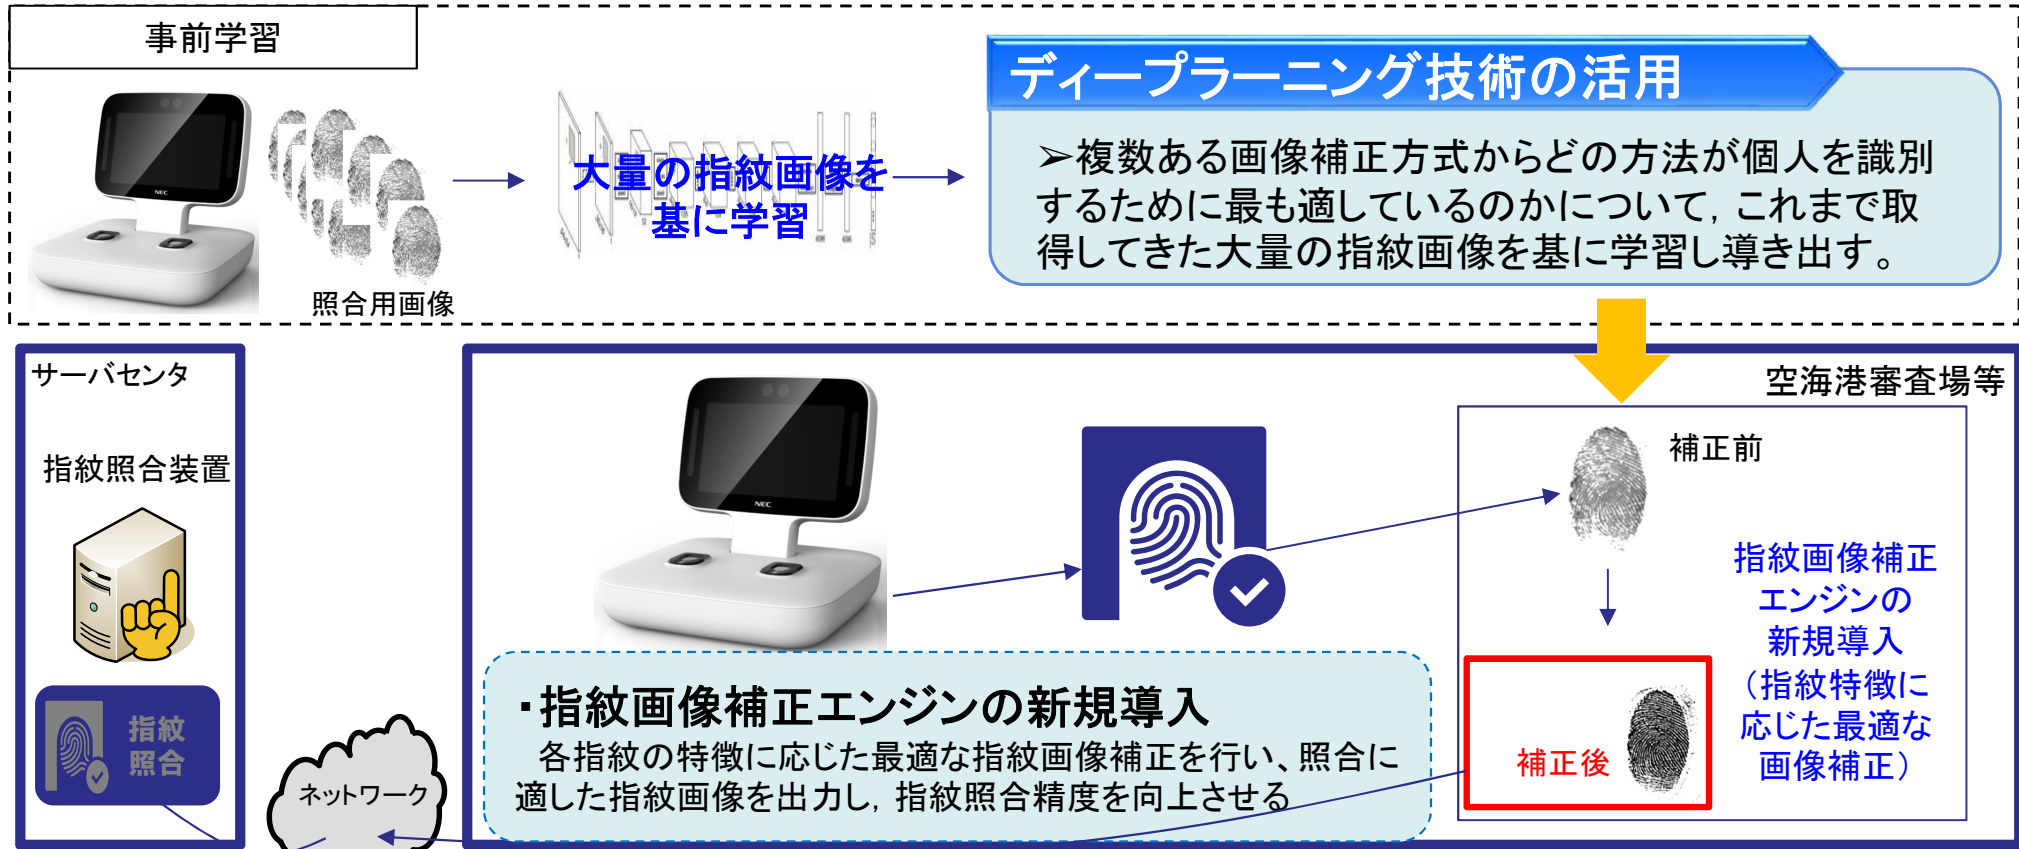 事前学習
NEC
照合用画像
大量の指紋画像を
基に学習
ディープラーニング技術の活用
➢複数ある画像補正方式からどの方法が個人を識別
するために最も適しているのかについて，これまで取
得してきた大量の指紋画像を基に学習し導き出す。
サーバセンタ
指紋照合装置
指紋
照合
ネットワーク
空海港審査場等
NEC
補正前
指紋画像補正
エンジンの
新規導入
（指紋特徴に
応じた最適な
画像補正）
補正後
・指紋画像補正エンジンの新規導入
各指紋の特徴に応じた最適な指紋画像補正を行い、照合に
適した指紋画像を出力し，指紋照合精度を向上させる